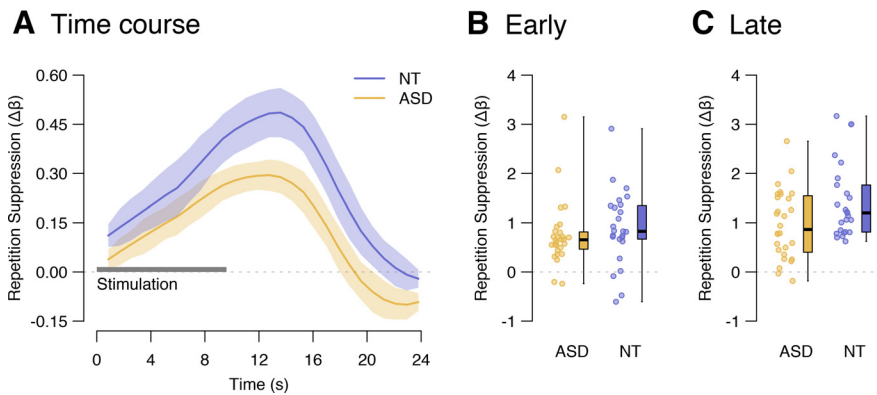 A Time course
B Early
C Late
Repetition Suppression (Δβ)
0.60
0.45
0.30
0.15
0.00
-0.15
NT
ASD
Stimulation
0 4 8 12 16 20 24
Time (s)
Repetition Suppression (Δβ)
4
3
2
1
0
-1
ASD NT
Repetition Suppression (Δβ)
4
3
2
1
0
-1
ASD NT